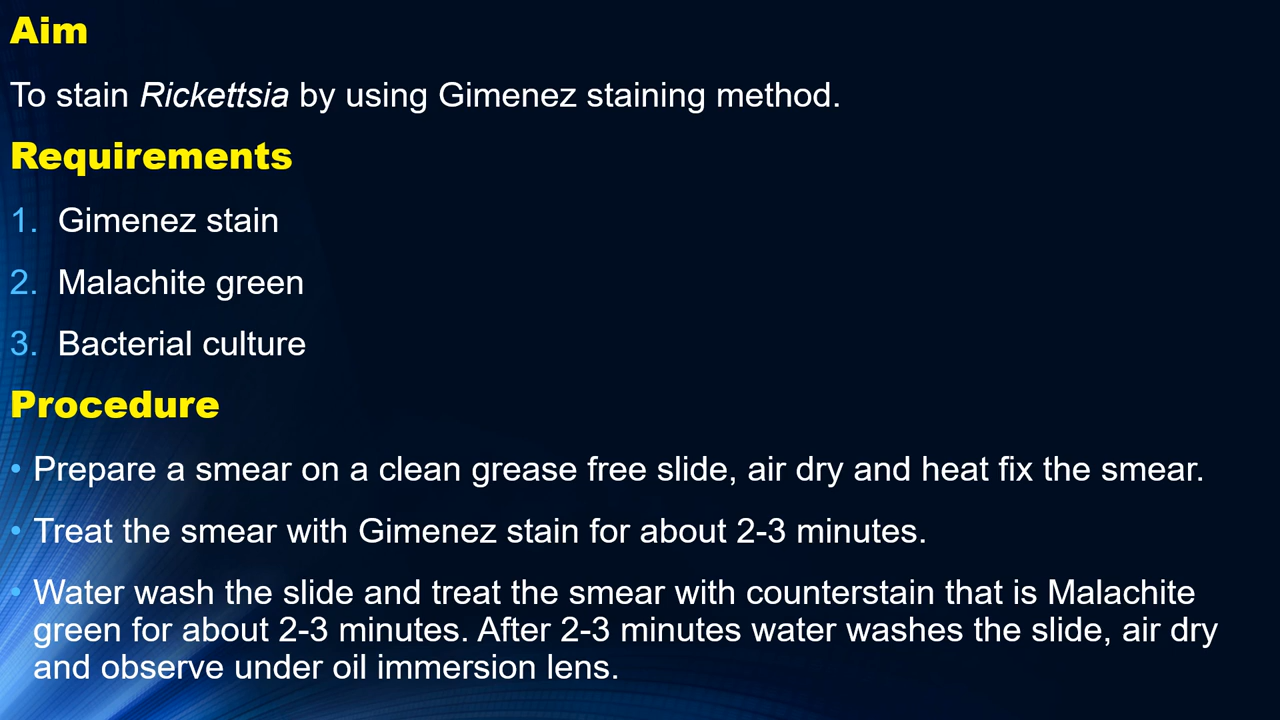 Aim
To stain Rickettsia by using Gimenez staining method.
Requirements
1. Gimenez stain
2. Malachite green
3. Bacterial culture
Procedure
• Prepare a smear on a clean grease free slide, air dry and heat fix the smear.
• Treat the smear with Gimenez stain for about 2-3 minutes.
• Water wash the slide and treat the smear with counterstain that is Malachite
green for about 2-3 minutes. After 2-3 minutes water washes the slide, air dry
and observe under oil immersion lens.